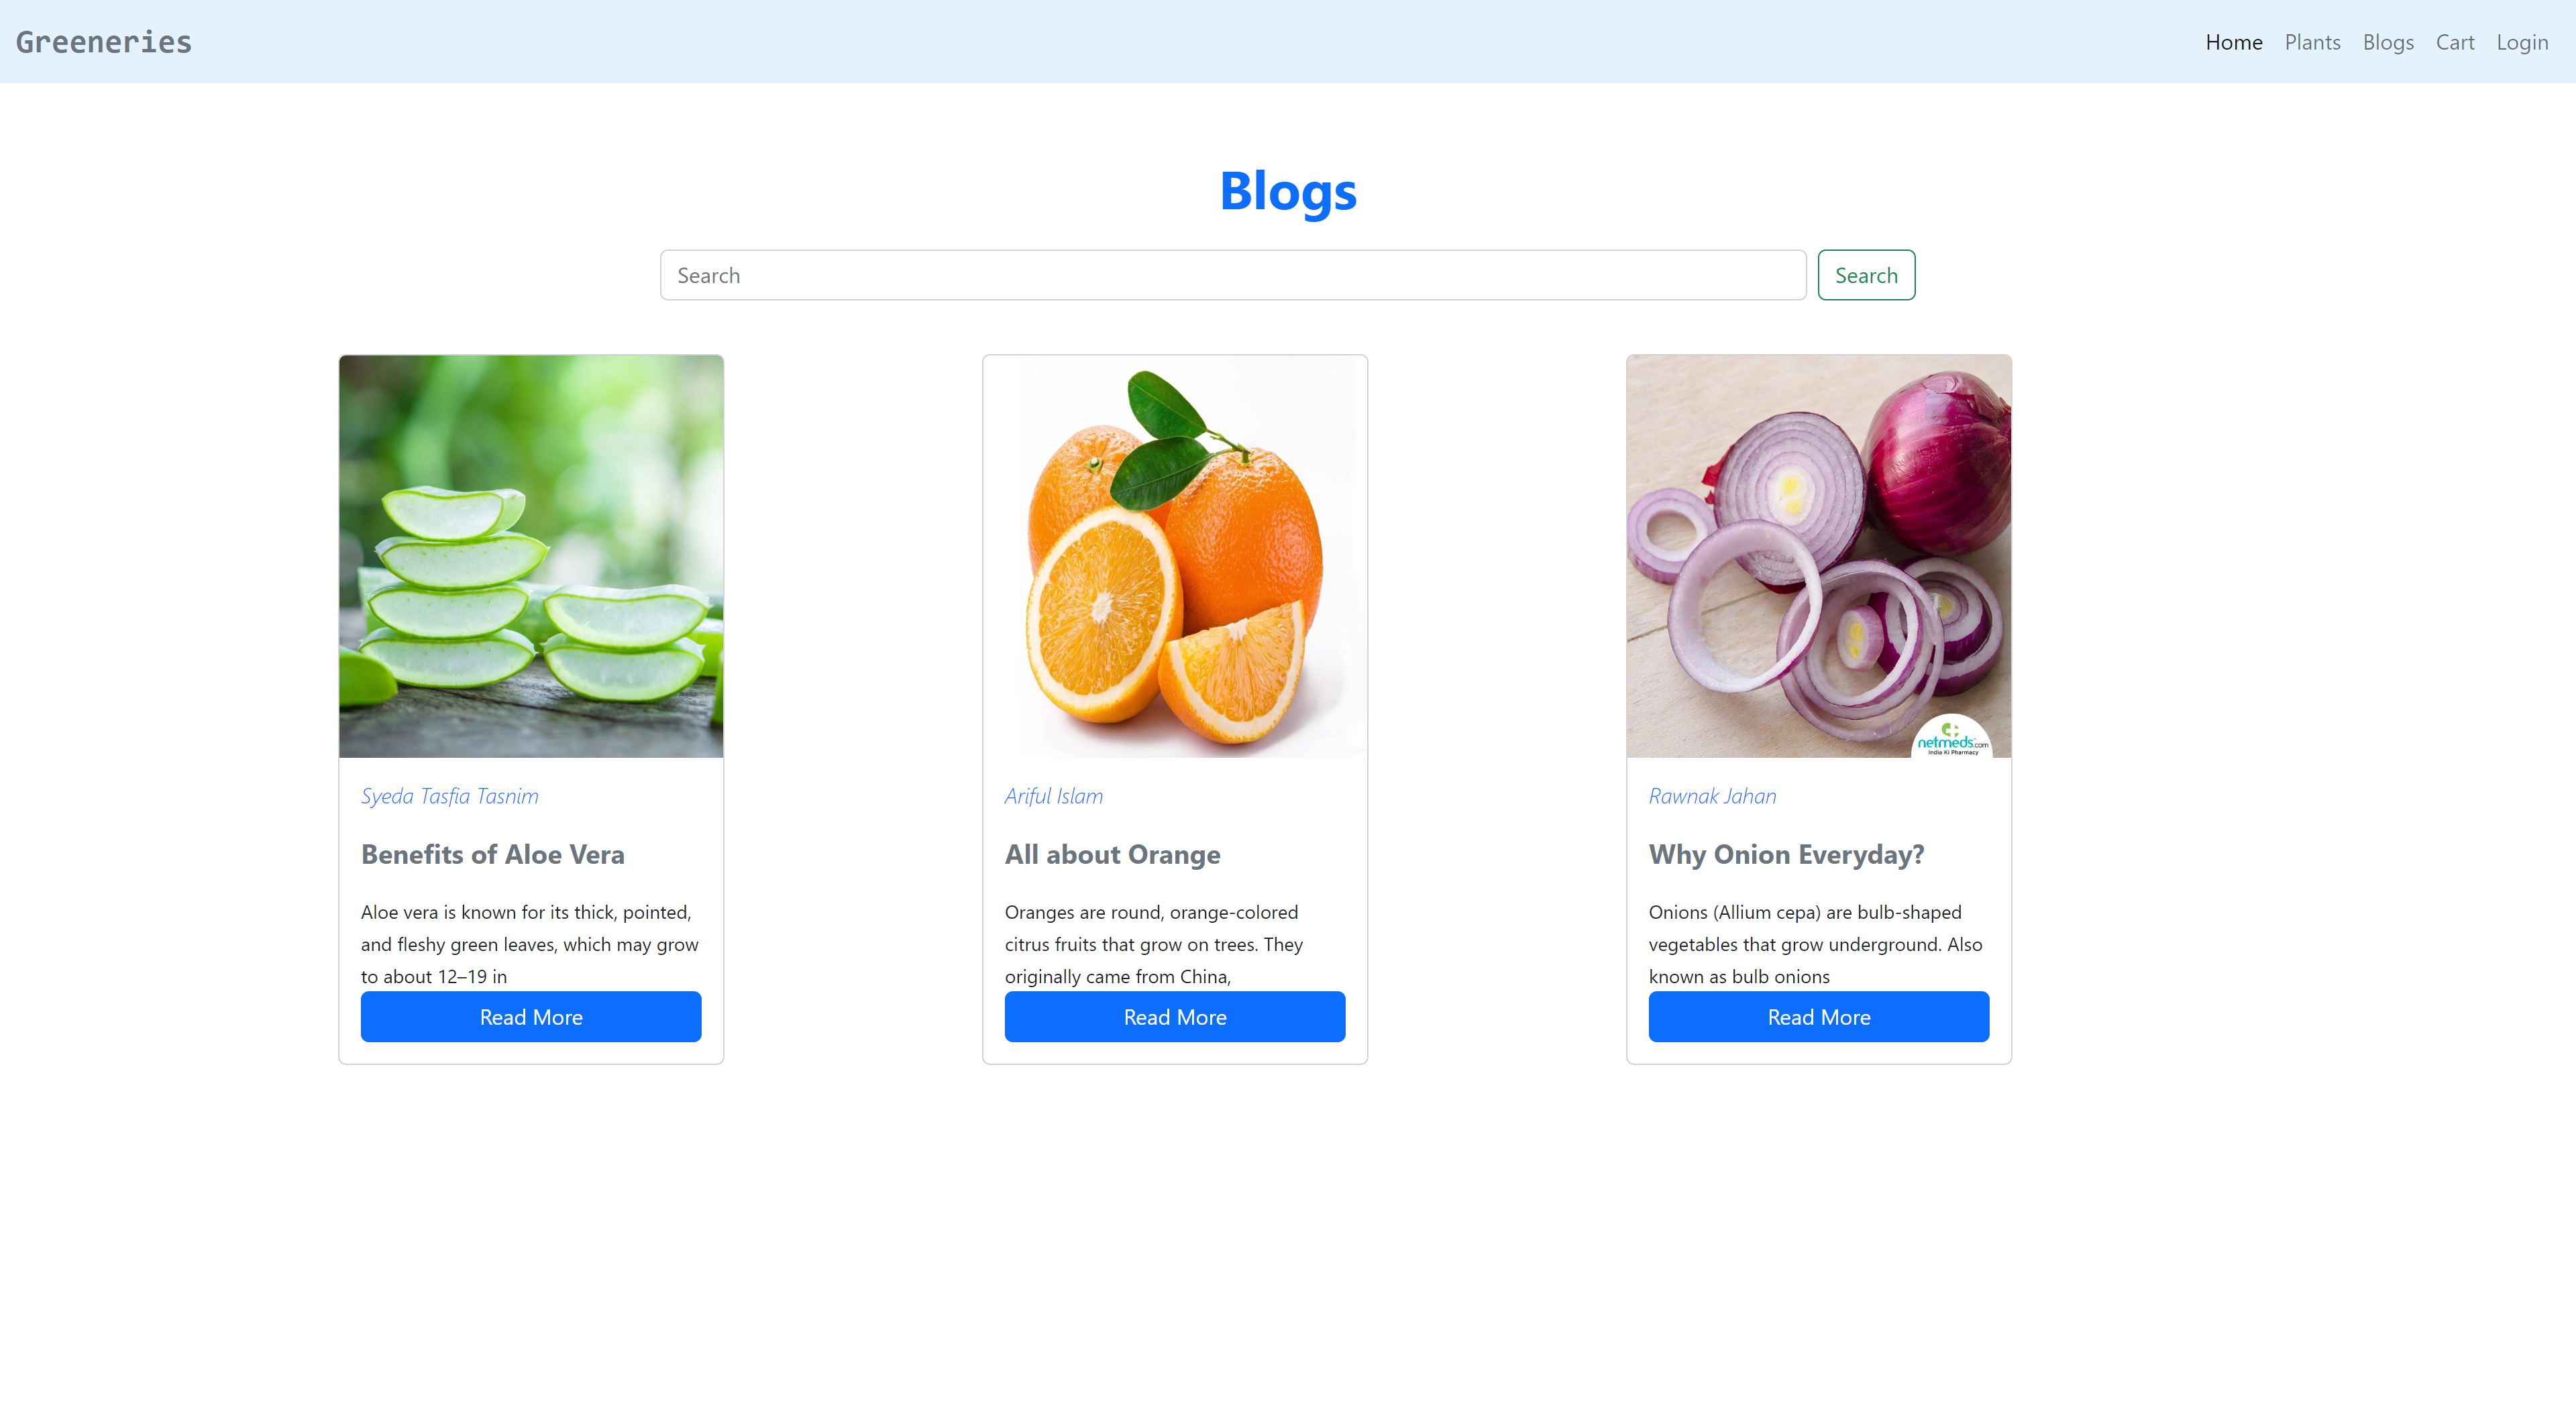 Greeneries
Home Plants Blogs Cart Login
Blogs
Search
Search
netmeds.com
India Ki Pharmacy
Syeda Tasfia Tasnim
Benefits of Aloe Vera
Aloe vera is known for its thick, pointed,
and fleshy green leaves, which may grow
to about 12–19 in
Read More
Ariful Islam
All about Orange
Oranges are round, orange-colored
citrus fruits that grow on trees. They
originally came from China,
Read More
Rawnak Jahan
Why Onion Everyday?
Onions (Allium cepa) are bulb-shaped
vegetables that grow underground. Also
known as bulb onions
Read More